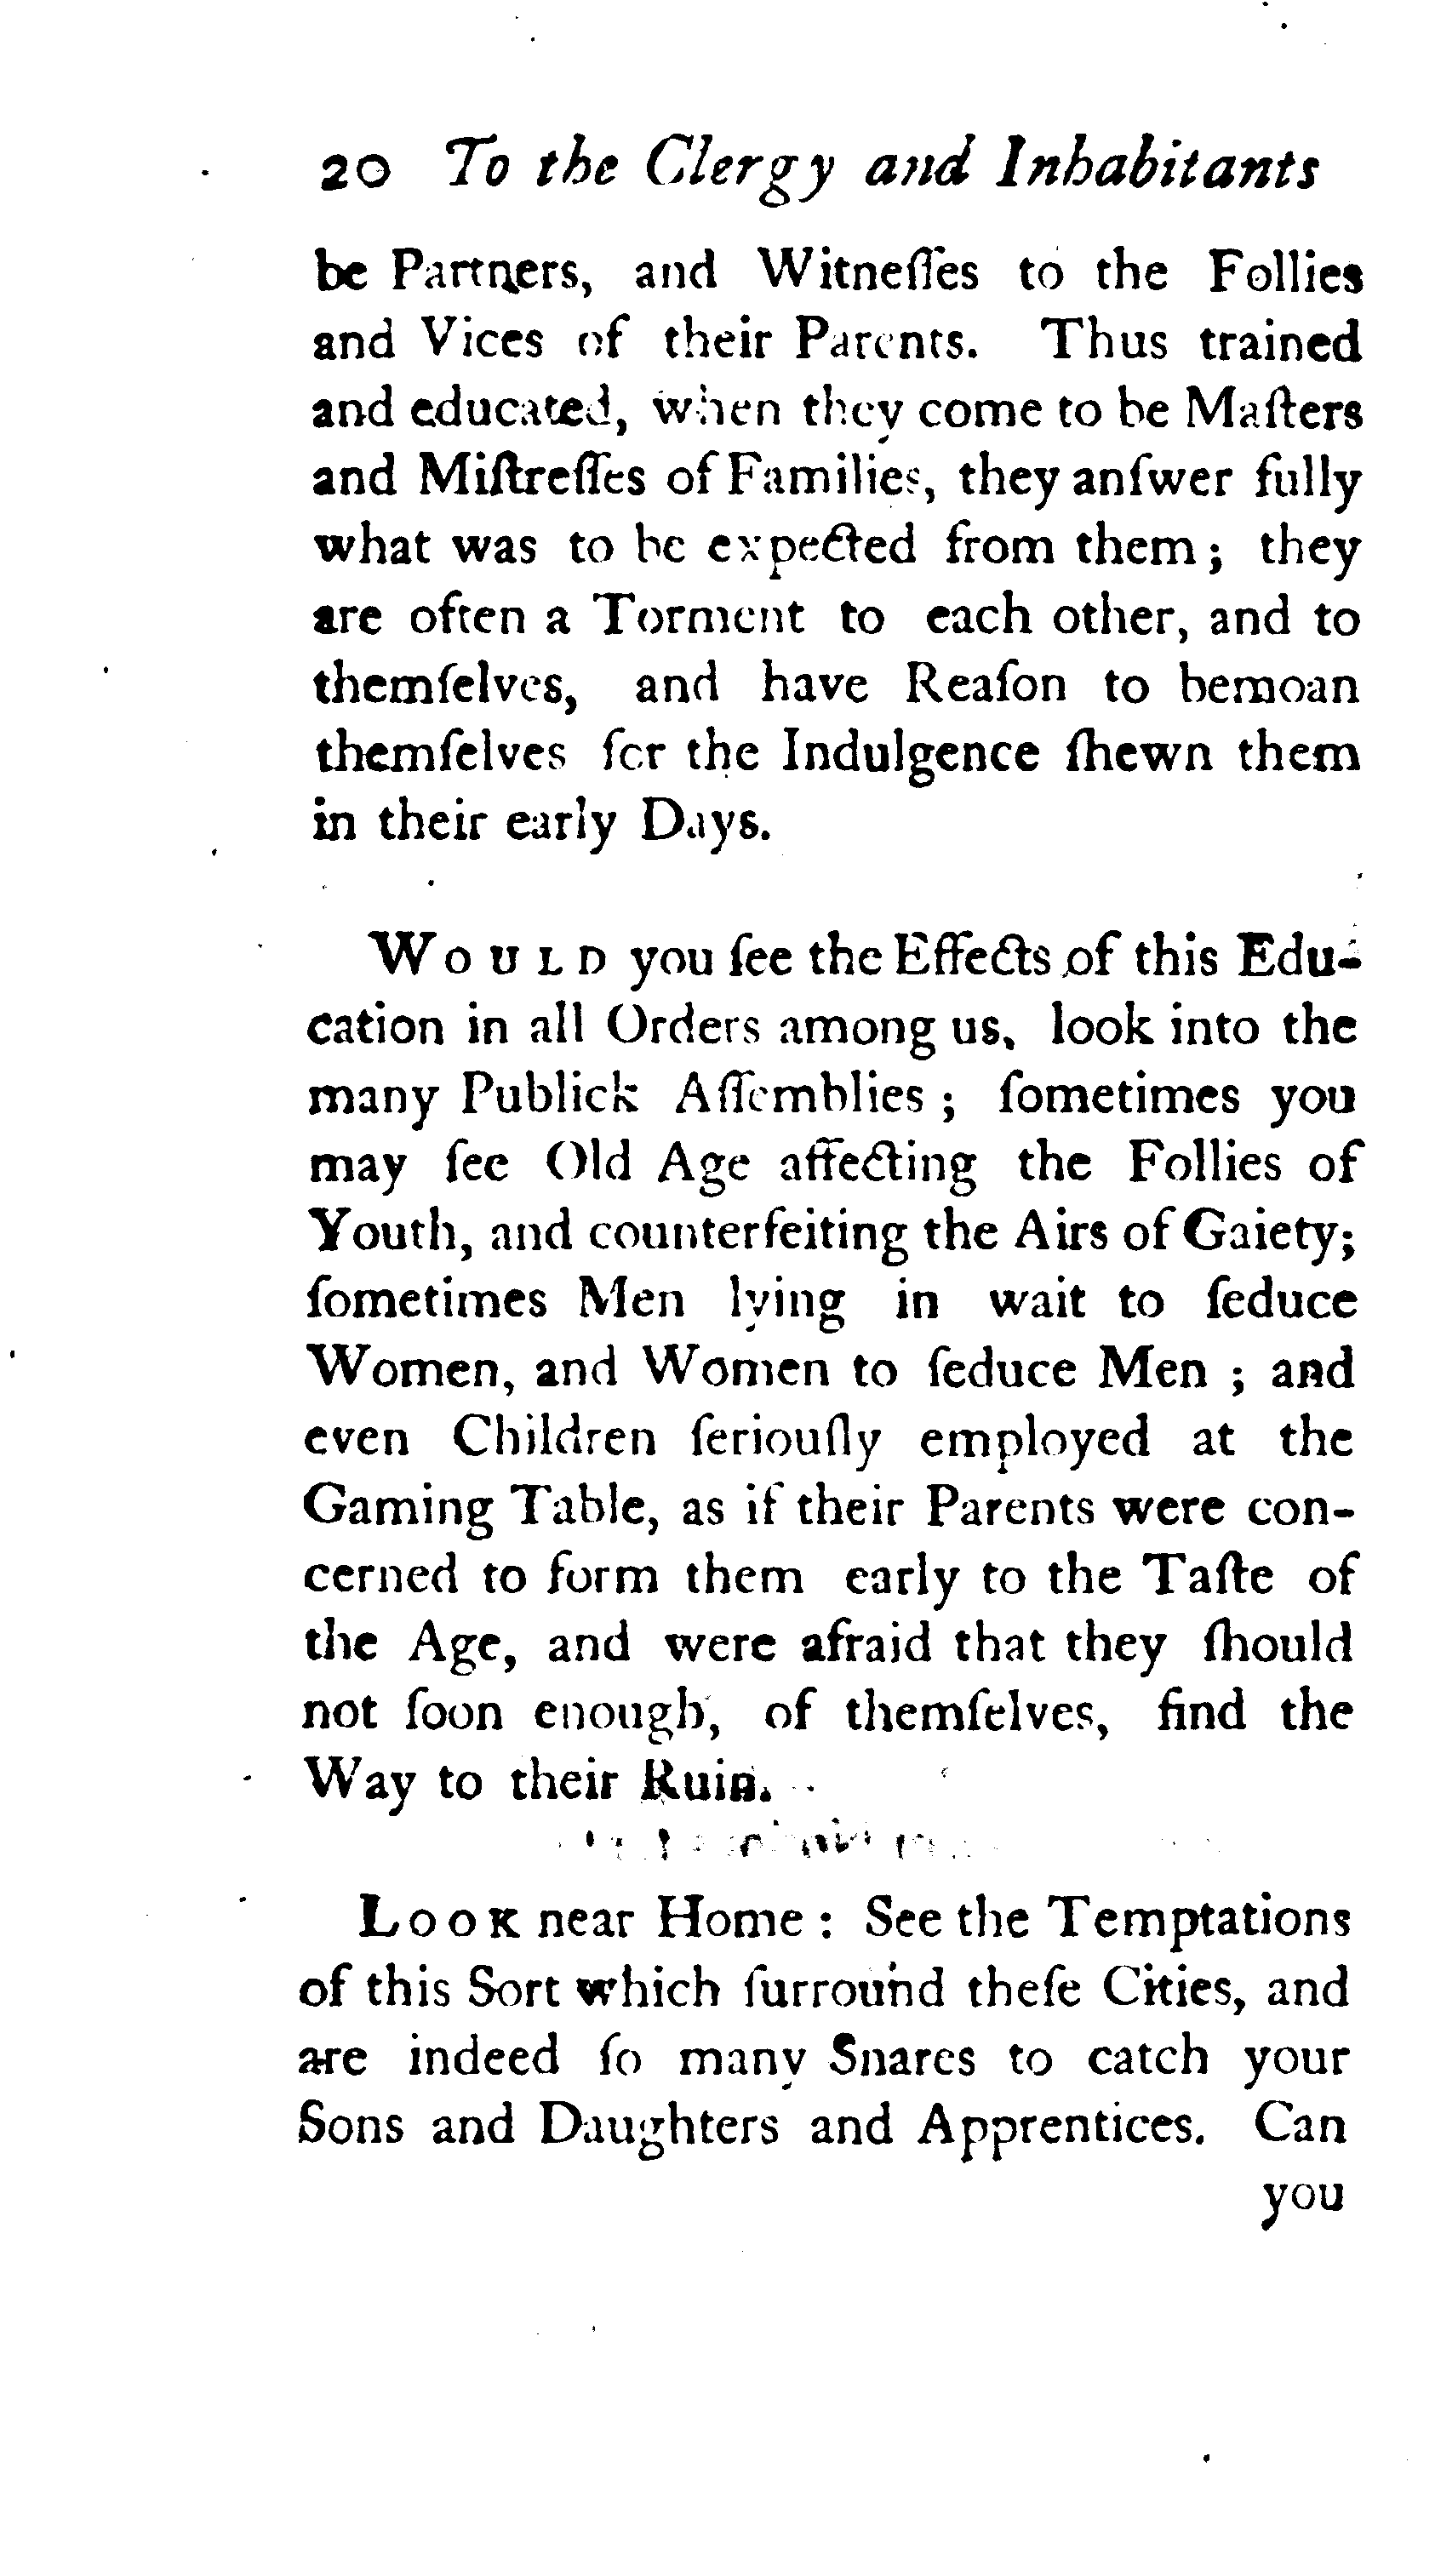 20 To the Clergy and Inhabitants
be Partners, and Witneſſes to the Follies
and Vices of their Parents. Thus trained
and educated, when they come to be Maſters
and Miſtreſſes of Families, they anſwer fully
what was to be expected from them; they
are often a Torment to each other, and to
themſelves, and have Reaſon to bemoan
themſelves for the Indulgence ſhewn them
in their early Days.
WOULD you ſee the Effects of this Edu-
cation in all Orders among us, look into the
many Publick Aſſemblies; ſometimes you
may ſee Old Age affecting the Follies of
Youth, and counterfeiting the Airs of Gaiety;
ſometimes Men lying in wait to ſeduce
Women, and Women to ſeduce Men; and
even Children ſeriouſly employed at the
Gaming Table, as if their Parents were con-
cerned to form them early to the Taſte of
the Age, and were afraid that they ſhould
not ſoon enough, of themſelves, find the
Way to their Ruin.
LOOK near Home: See the Temptations
of this Sort which ſurround theſe Cities, and
are indeed ſo many Snares to catch your
Sons and Daughters and Apprentices. Can
you